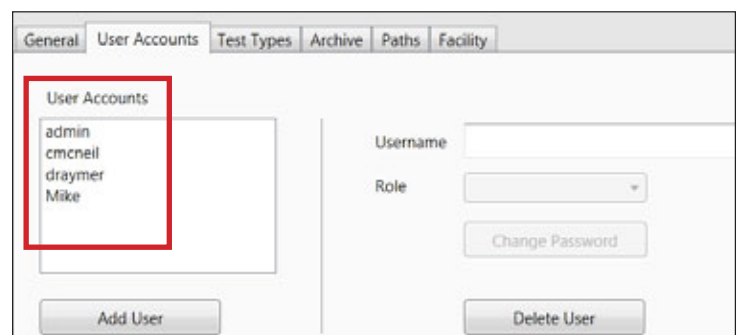 General User Accounts Test Types Archive Paths Facility
User Accounts
admin
cmcneil
draymer
Mike
Add User
Username
Role
Change Password
Delete User